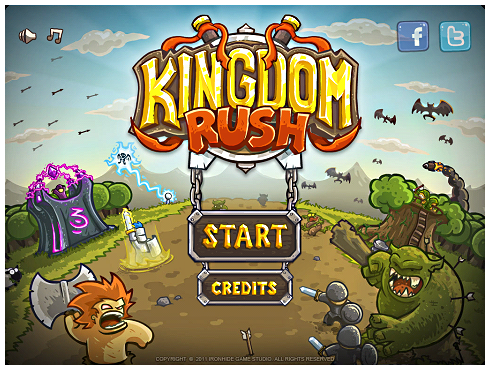 KINGDOM
RUSH
START
CREDITS
COPYRIGHT ® 2011 IRONHIDE GAME STUDIO. ALL RIGHTS RESERVED